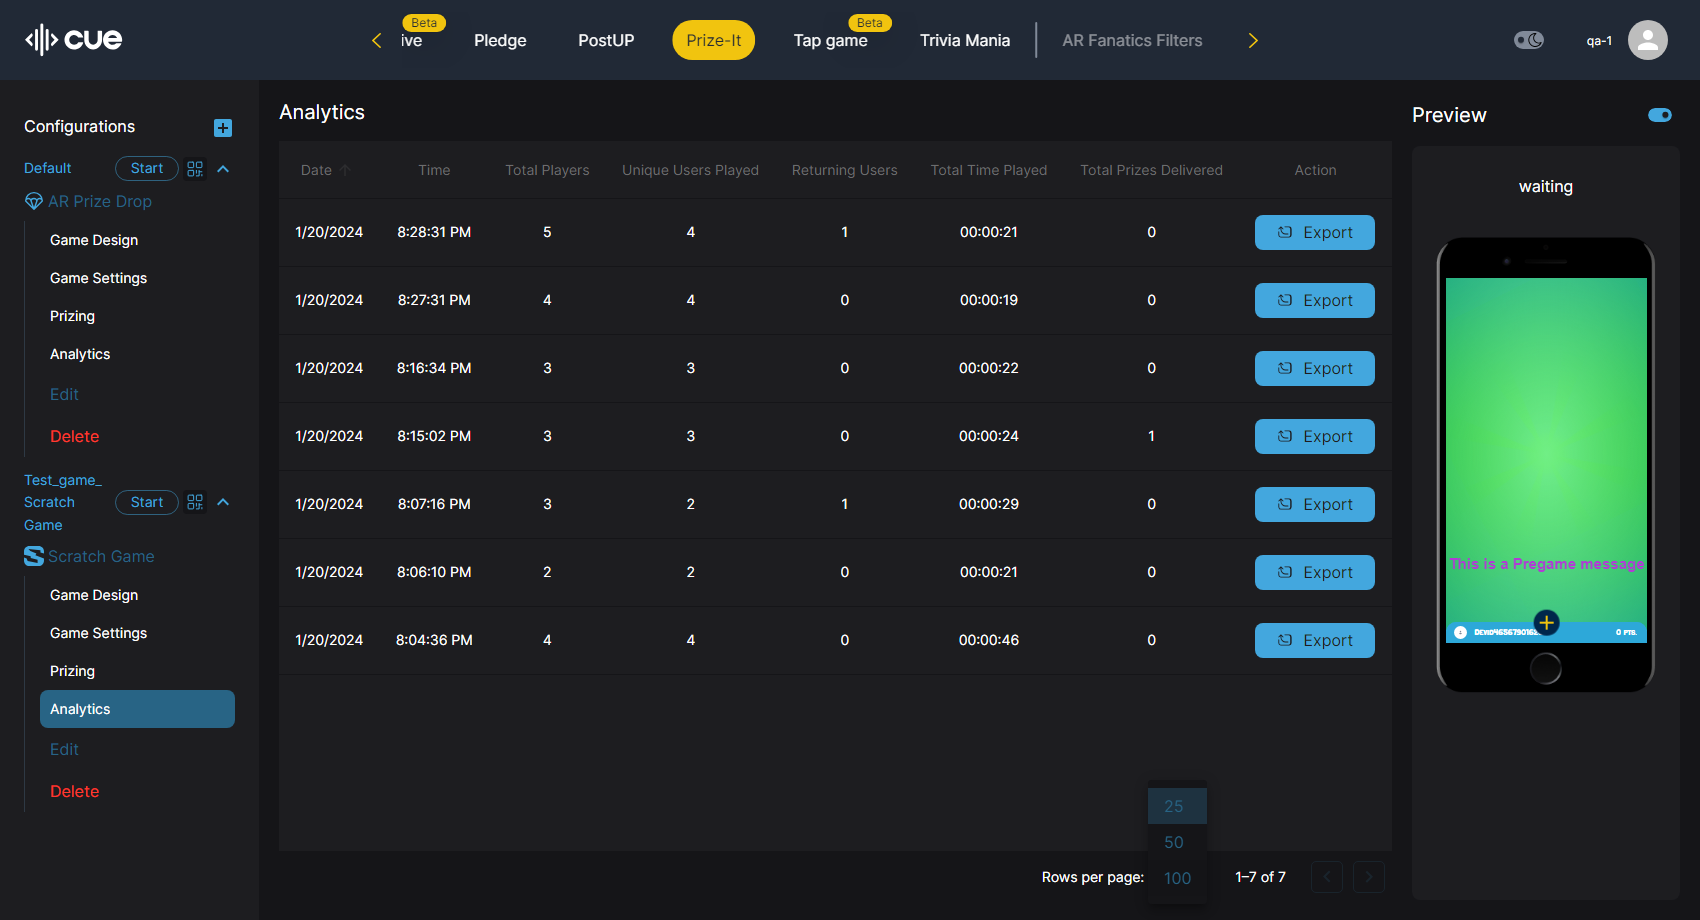 cue
Beta
ive
Pledge
PostUP
Prize-It
Beta
Tap game
Trivia Mania
AR Fanatics Filters
qa-1
Configurations
Default
Start
AR Prize Drop
Game Design
Game Settings
Prizing
Analytics
Edit
Delete
Test_game_
Scratch
Game
Start
Scratch Game
Game Design
Game Settings
Prizing
Analytics
Edit
Delete
Analytics
Date Time Total Players Unique Users Played Returning Users Total Time Played Total Prizes Delivered Action
1/20/2024 8:28:31 PM 5 4 1 00:00:21 0 Export
1/20/2024 8:27:31 PM 4 4 0 00:00:19 0 Export
1/20/2024 8:16:34 PM 3 3 0 00:00:22 0 Export
1/20/2024 8:15:02 PM 3 3 0 00:00:24 1 Export
1/20/2024 8:07:16 PM 3 2 1 00:00:29 0 Export
1/20/2024 8:06:10 PM 2 2 0 00:00:21 0 Export
1/20/2024 8:04:36 PM 4 4 0 00:00:46 0 Export
25
50
100
Rows per page:
1–7 of 7
Preview
waiting
This is a Pregame message
0 PTS.